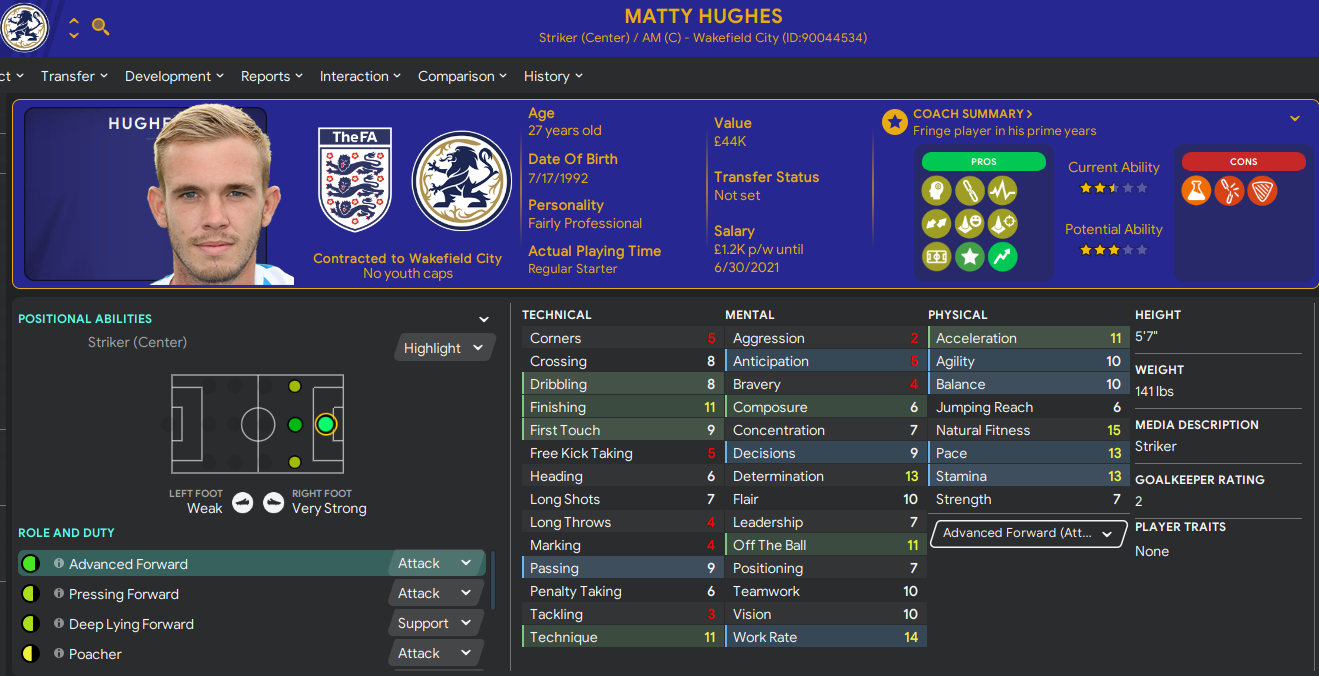 MATTY HUGHES
Striker (Center) / AM (C) - Wakefield City (ID:90044534)
ct Transfer Development Reports Interaction Comparison History
HUGHE
The FA
Contracted to Wakefield City
No youth caps
Age
27 years old
Date Of Birth
7/17/1992
Personality
Fairly Professional
Actual Playing Time
Regular Starter
Value
£44K
Transfer Status
Not set
Salary
£1.2K p/w until
6/30/2021
COACH SUMMARY >
Fringe player in his prime years
PROS
Current Ability
Potential Ability
CONS
POSITIONAL ABILITIES
Striker (Center)
Highlight
LEFT FOOT
Weak
RIGHT FOOT
Very Strong
ROLE AND DUTY
Advanced Forward Attack
Pressing Forward Attack
Deep Lying Forward Support
Poacher Attack
TECHNICAL
Corners 5
Crossing 8
Dribbling 8
Finishing 11
First Touch 9
Free Kick Taking 5
Heading 6
Long Shots 7
Long Throws 4
Marking 4
Passing 9
Penalty Taking 6
Tackling 3
Technique 11
MENTAL
Aggression 2
Anticipation 5
Bravery 4
Composure 6
Concentration 7
Decisions 9
Determination 13
Flair 10
Leadership 7
Off The Ball 11
Positioning 7
Teamwork 10
Vision 10
Work Rate 14
PHYSICAL
Acceleration 11
Agility 10
Balance 10
Jumping Reach 6
Natural Fitness 15
Pace 13
Stamina 13
Strength 7
Advanced Forward (Att...
HEIGHT
5'7"
WEIGHT
141 lbs
MEDIA DESCRIPTION
Striker
GOALKEEPER RATING
2
PLAYER TRAITS
None